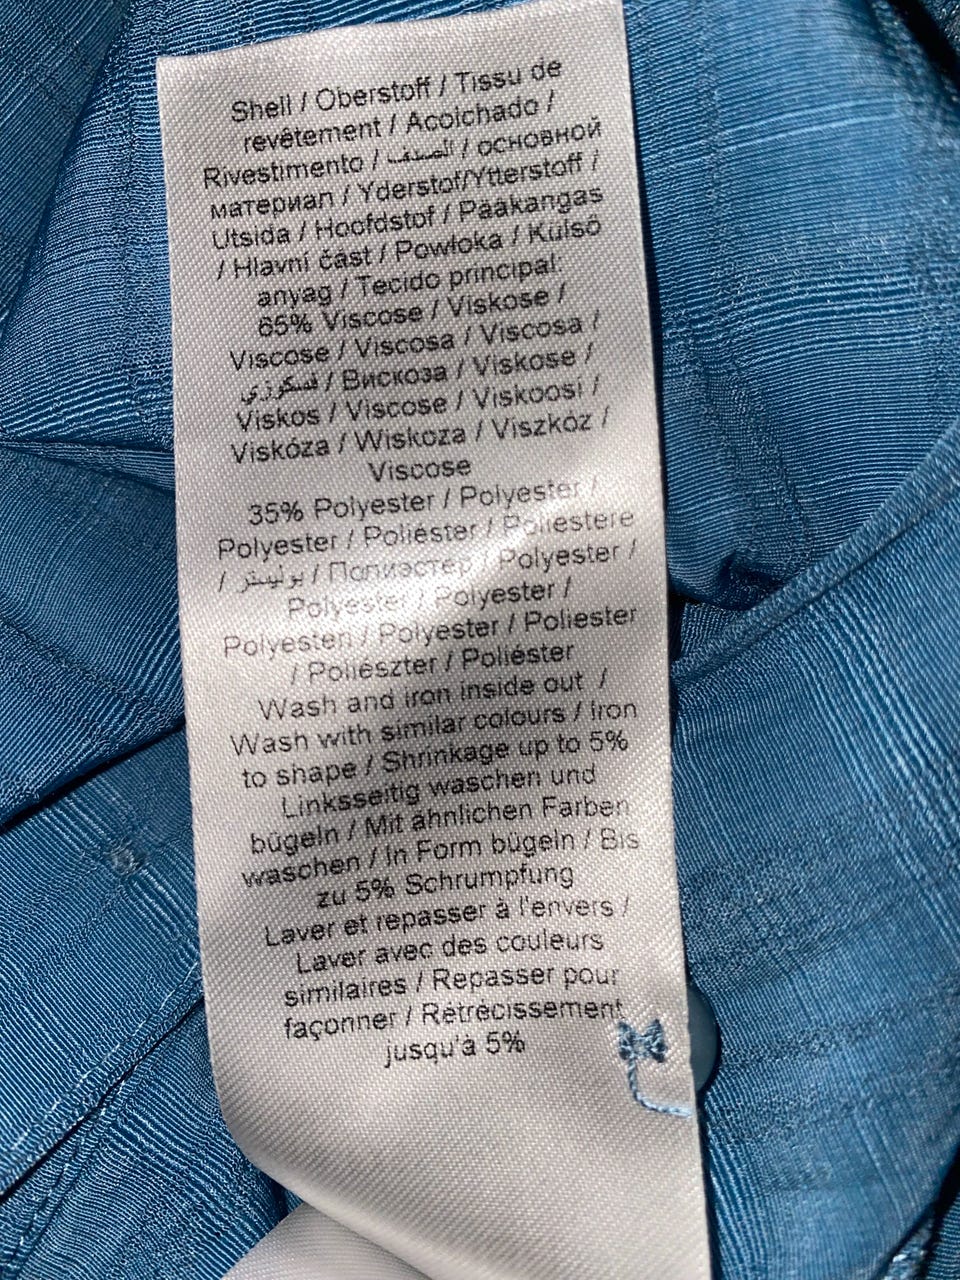 Shell / Oberstoff / Tissu de
revêtement / Acolchado /
Rivestimento / الصدف / основной
материал / Yderstof/Ytterstoff /
Utsida / Hoofdstof / Pääkangas
/ Hlavní část / Powłoka / Külső
anyag / Tecido principal:
65% Viscose / Viskose /
Viscose / Viscosa / Viscosa /
فسكوزي / Вискоза / Viskose /
Viskos / Viscose / Viskoosi /
Viskóza / Wiskoza / Viszkóz /
Viscose
35% Polyester / Polyester /
Polyester / Poliéster / Poliestere
/ بوليستر / Полиэстер / Polyester /
Polyester / Polyester /
Polyesteri / Polyester / Poliester
/ Poliészter / Poliéster
Wash and iron inside out /
Wash with similar colours / Iron
to shape / Shrinkage up to 5%
Linksseitig waschen und
bügeln / Mit ähnlichen Farben
waschen / In Form bügeln / Bis
zu 5% Schrumpfung
Laver et repasser à l'envers /
Laver avec des couleurs
similaires / Repasser pour
façonner / Rétrécissement
jusqu'à 5%